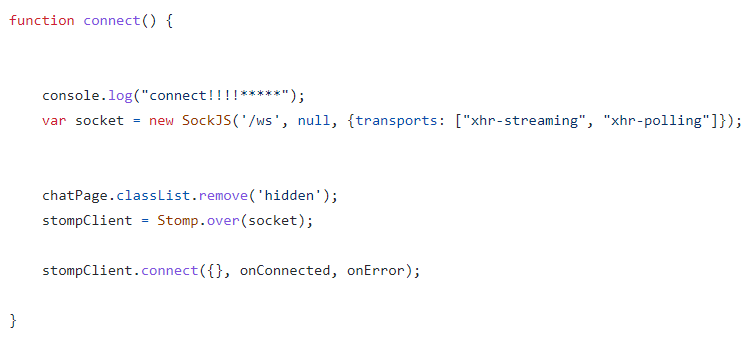 function connect() {
console.log("connect!!!!*****");
var socket = new SockJS('/ws', null, {transports: ["xhr-streaming", "xhr-polling"]});
chatPage.classList.remove('hidden');
stompClient = Stomp.over(socket);
stompClient.connect({}, onConnected, onError);
}